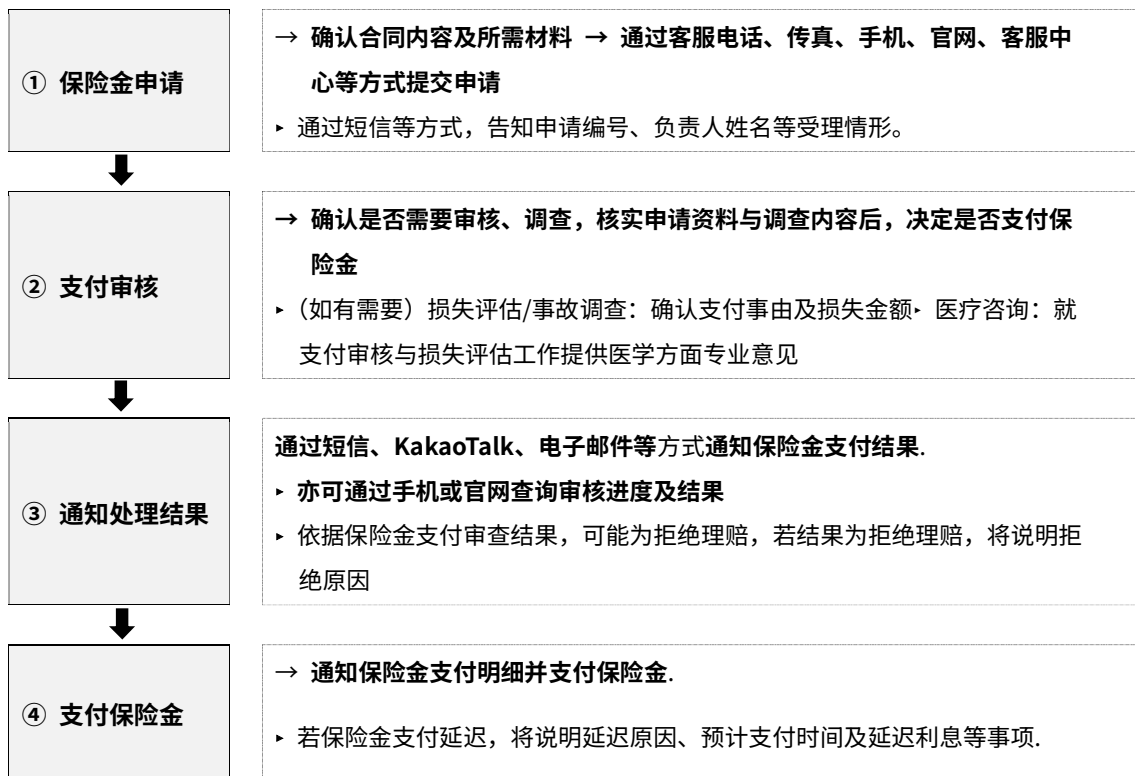 ① 保险金申请
→ 确认合同内容及所需材料 → 通过客服电话、传真、手机、官网、客服中
心等方式提交申请
‣ 通过短信等方式，告知申请编号、负责人姓名等受理情形。
② 支付审核
→ 确认是否需要审核、调查，核实申请资料与调查内容后，决定是否支付保
险金
‣（如有需要）损失评估/事故调查：确认支付事由及损失金额‣ 医疗咨询：就
支付审核与损失评估工作提供医学方面专业意见
③ 通知处理结果
通过短信、KakaoTalk、电子邮件等方式通知保险金支付结果.
‣ 亦可通过手机或官网查询审核进度及结果
‣ 依据保险金支付审查结果，可能为拒绝理赔，若结果为拒绝理赔，将说明拒
绝原因
④ 支付保险金
→ 通知保险金支付明细并支付保险金.
‣ 若保险金支付延迟，将说明延迟原因、预计支付时间及延迟利息等事项.